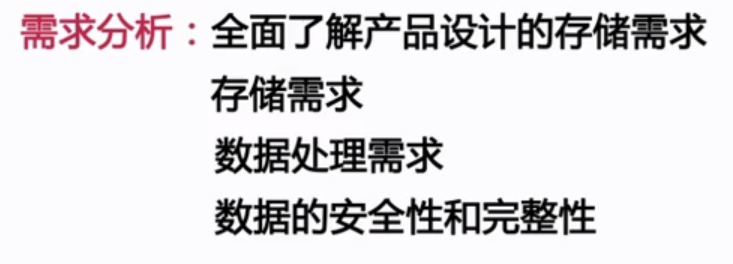 需求分析：全面了解产品设计的存储需求
存储需求
数据处理需求
数据的安全性和完整性